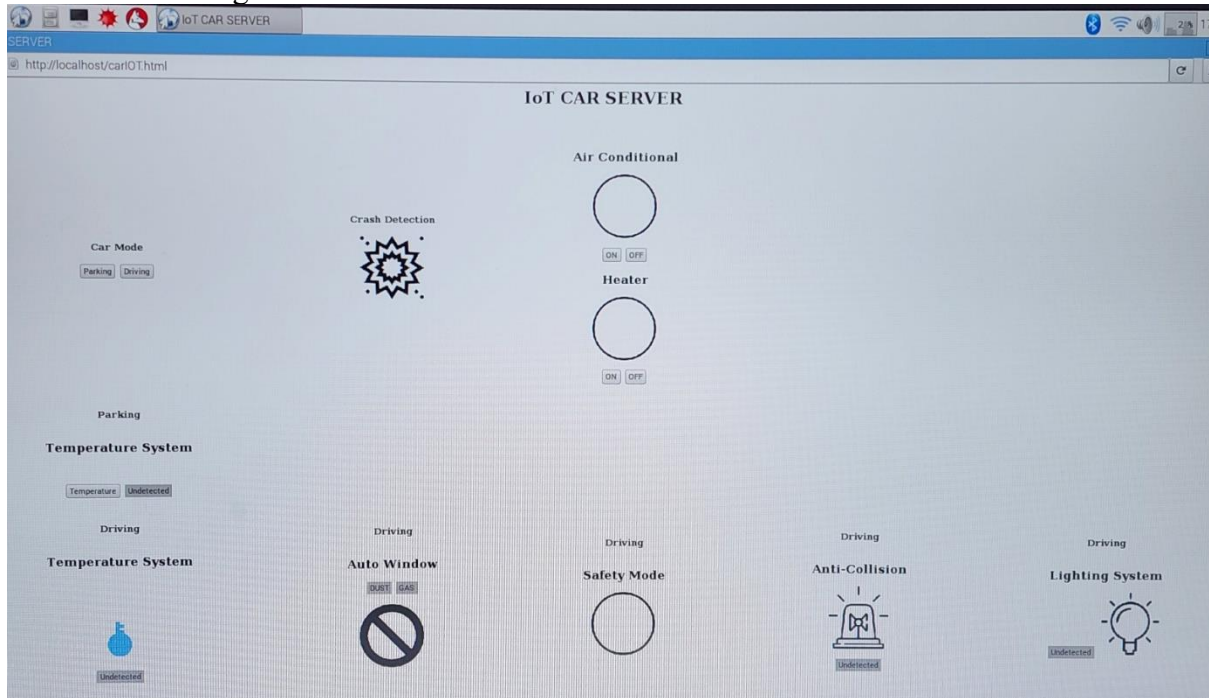 IoT CAR SERVER
SERVER
http://localhost/carIOT.html
IoT CAR SERVER
Air Conditional
Crash Detection
Car Mode
Parking Driving
ON OFF
Heater
ON OFF
Parking
Temperature System
Temperature Undetected
Driving
Temperature System
Undetected
Driving
Auto Window
DUST GAS
Driving
Safety Mode
Driving
Anti-Collision
Undetected
Driving
Lighting System
Undetected